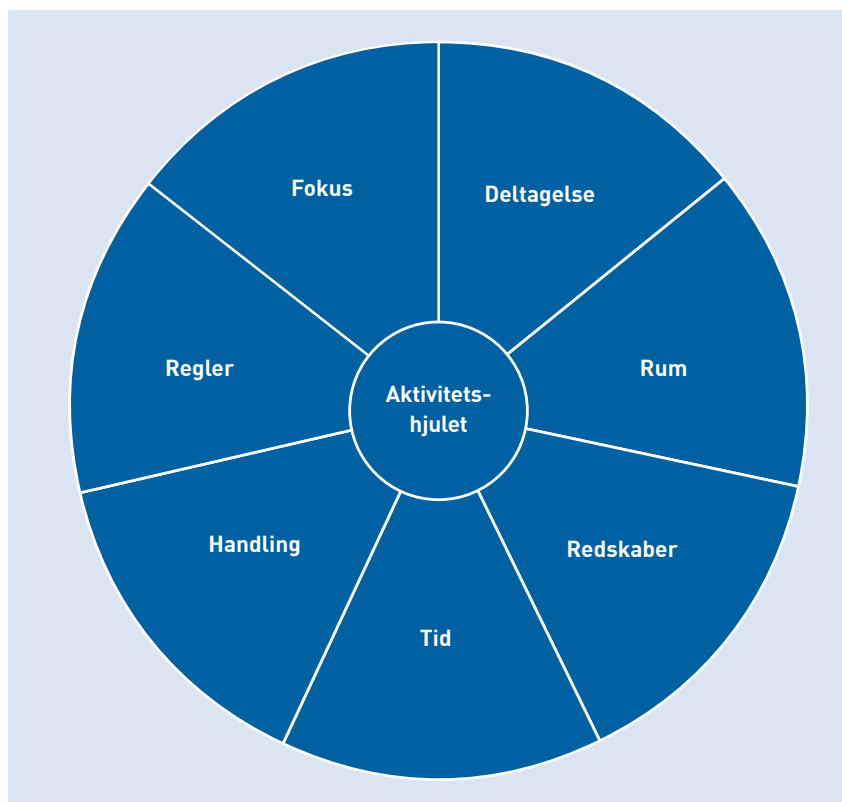 Fokus
Deltagelse
Regler
Rum
Aktivitets-
hjulet
Handling
Redskaber
Tid